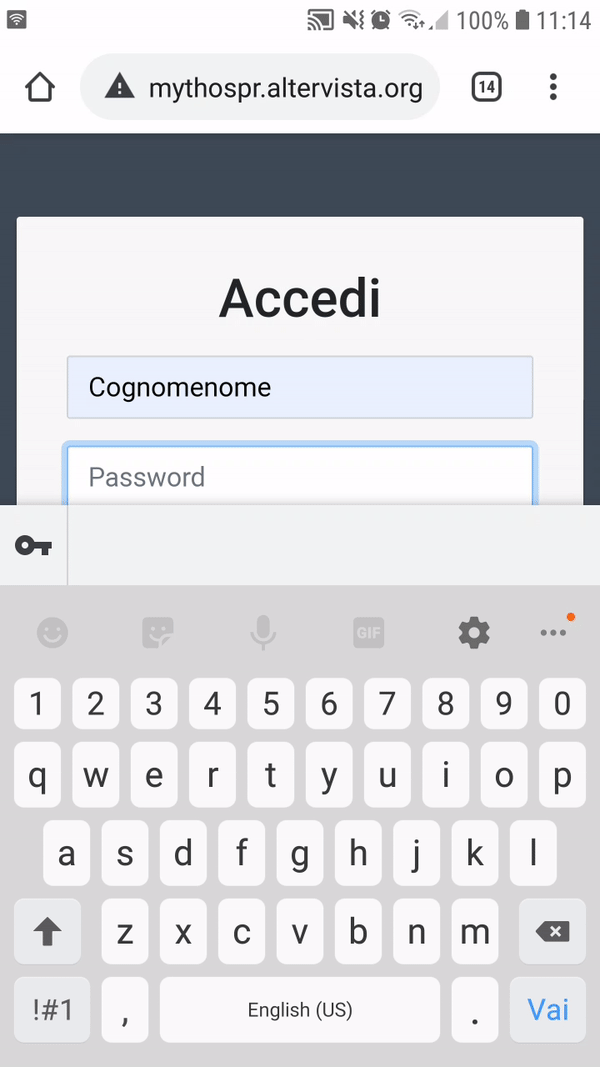 100% 11:14
mythospr.altervista.org 14
Accedi
Cognomenome
Password
GIF
1 2 3 4 5 6 7 8 9 0
q w e r t y u i o p
a s d f g h j k l
z x c v b n m
!#1 , English (US) . Vai